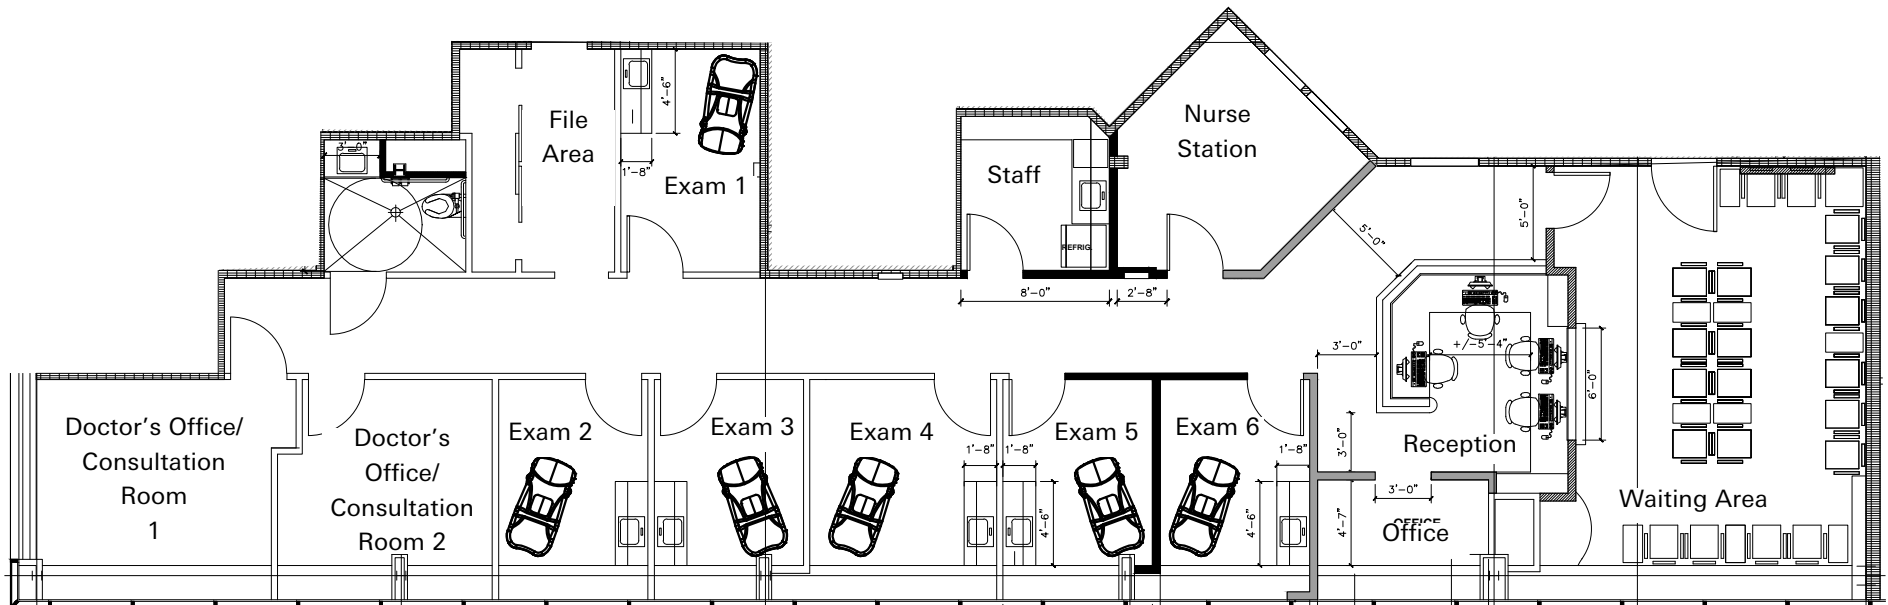 File
Area
4'-6"
1'-8"
Exam 1
3'-0"
Staff
REFRIG.
Nurse
Station
8'-0"
2'-8"
5'-0"
5'-0"
3'-0"
+/-5'-4"
6'-0"
3'-0"
Reception
Waiting Area
3'-0"
4'-7"
OFFICE
Office
Doctor's Office/
Consultation
Room
1
Doctor's
Office/
Consultation
Room 2
Exam 2
Exam 3
Exam 4
1'-8"
1'-8"
4'-6"
Exam 5
Exam 6
1'-8"
4'-6"